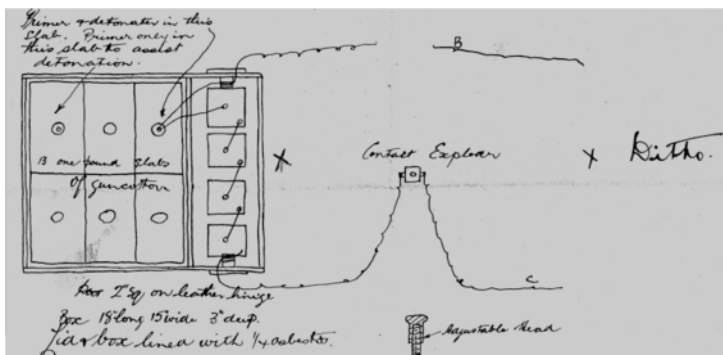 Primer & detonator in this
slab. Primer only in
this slab to assist
detonation.
B
13 one pound slabs
of guncotton
X
Contact Exploder
X
Ditto.
C
Door 2" Sq on leather hinge
Box 18" long 15" wide 3" deep.
Lid & box lined with 1/4 asbestos.
Adjustable Head